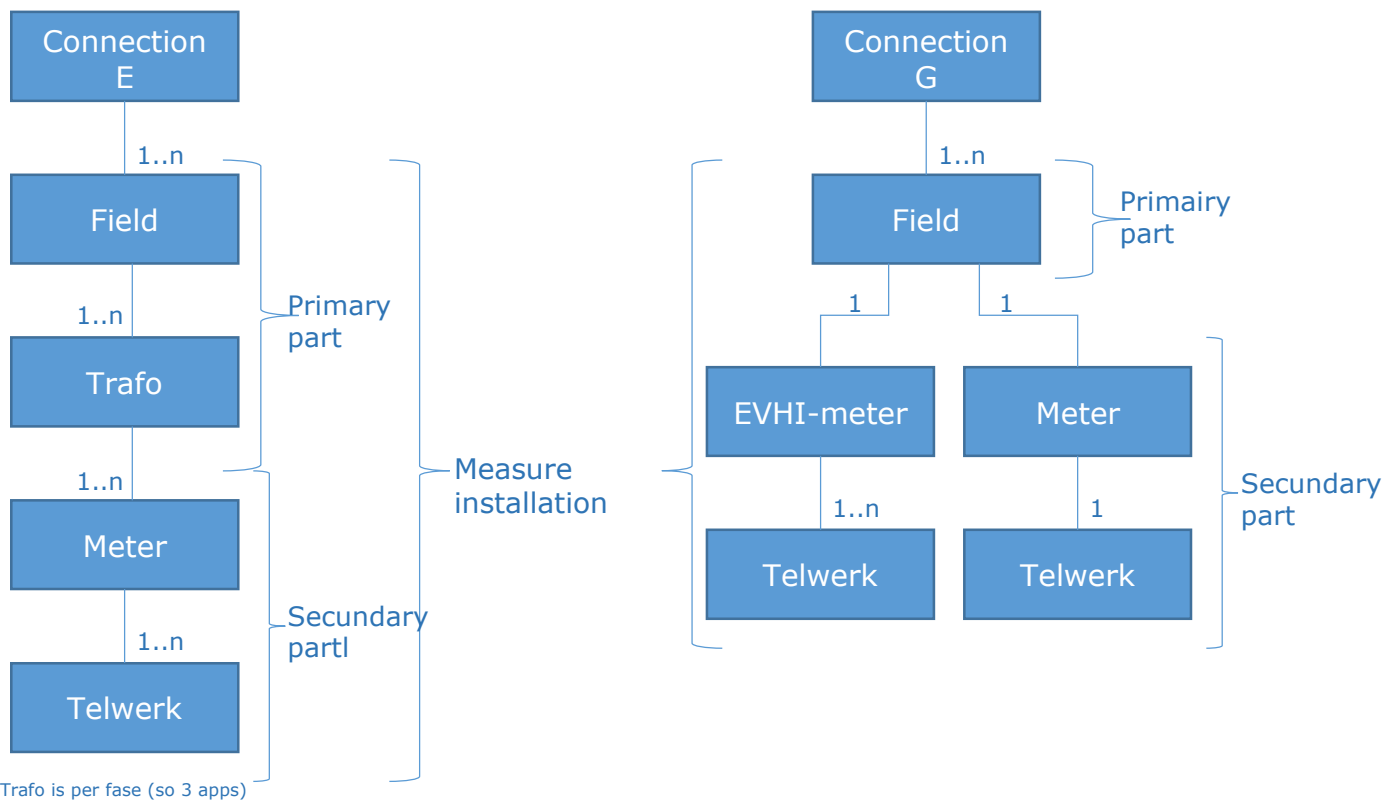 Connection
E
1..n
Field
1..n
Trafo
1..n
Meter
1..n
Telwerk
Primary
part
Secundary
partl
Trafo is per fase (so 3 apps)
Measure
installation
Connection
G
1..n
Field
Primairy
part
1
1
EVHI-meter
Meter
1..n
1
Telwerk
Telwerk
Secundary
part